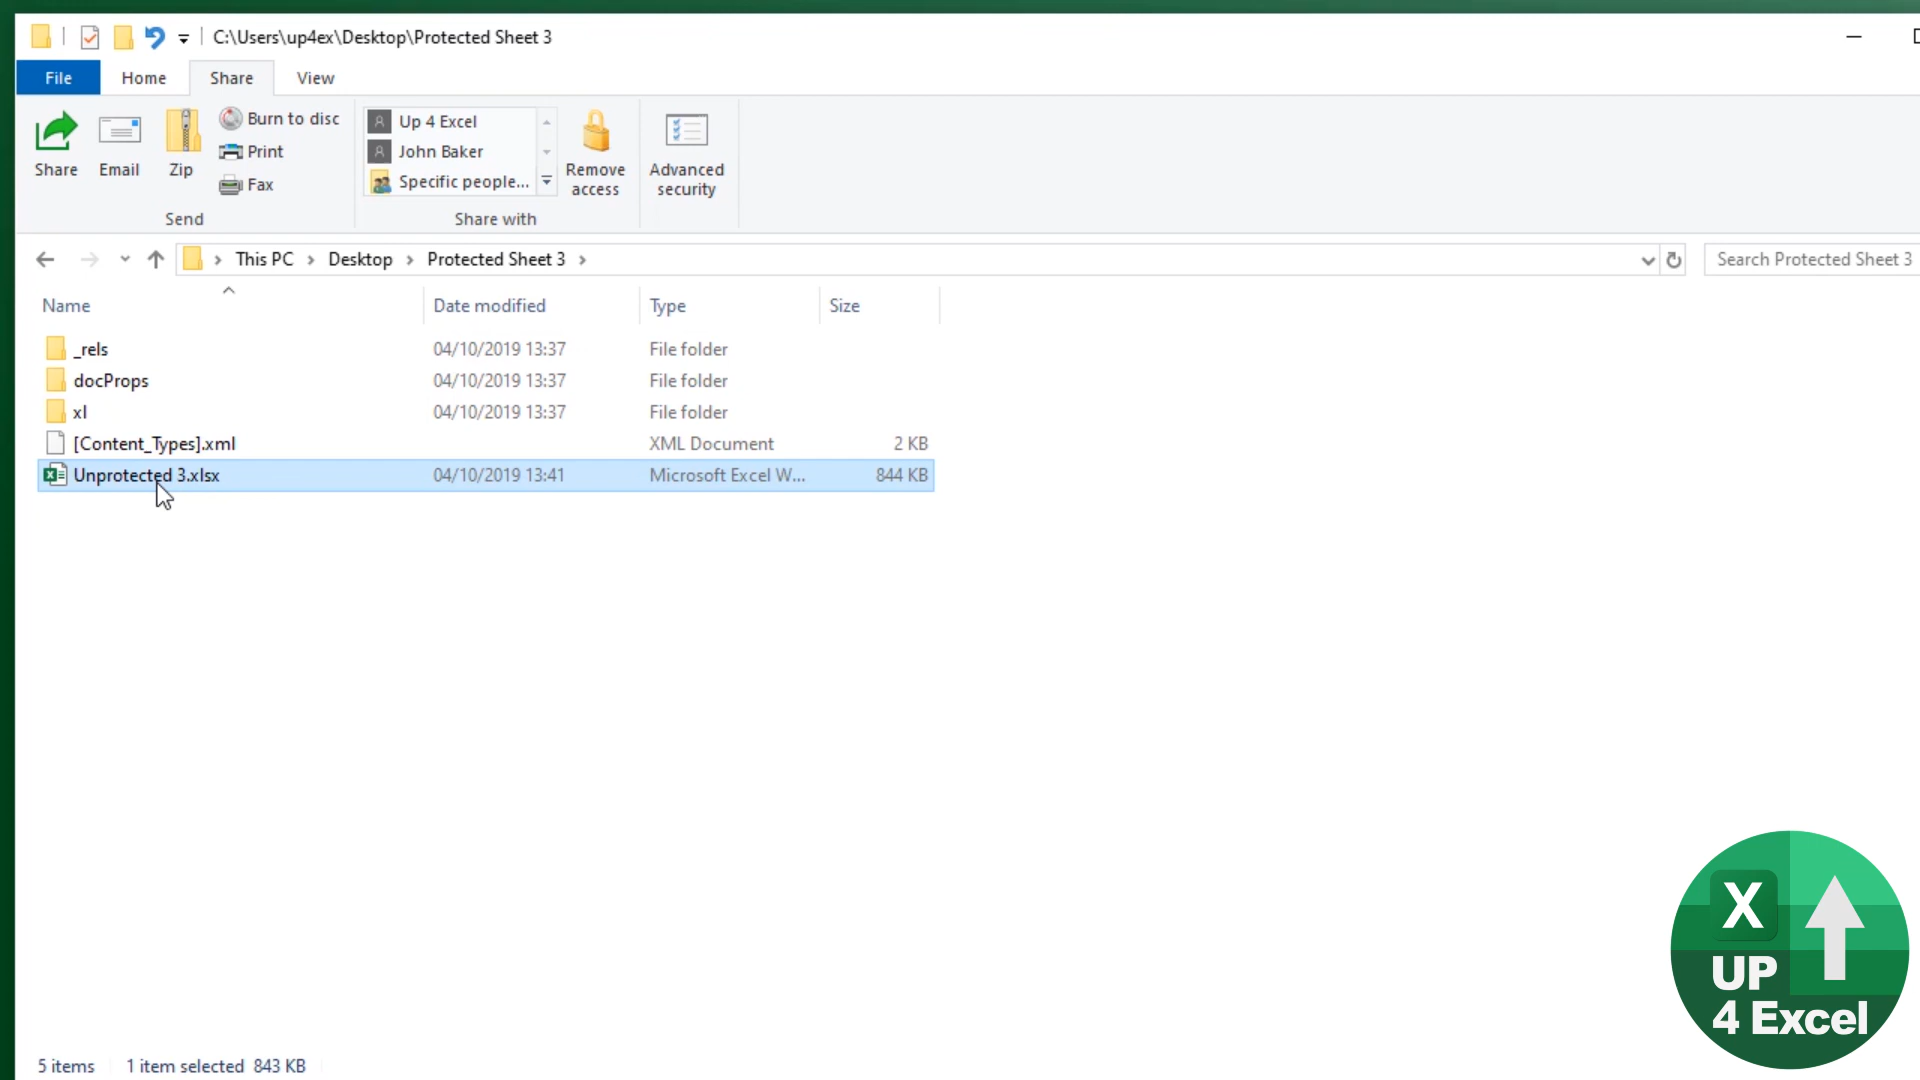 C:\Users\up4ex\Desktop\Protected Sheet 3
File Home Share View
Share
Email
Zip
Burn to disc
Print
Fax
Send
Up 4 Excel
John Baker
Specific people...
Share with
Remove access
Advanced security
This PC > Desktop > Protected Sheet 3 >
Search Protected Sheet 3
Name Date modified Type Size
_rels 04/10/2019 13:37 File folder
docProps 04/10/2019 13:37 File folder
xl 04/10/2019 13:37 File folder
[Content_Types].xml XML Document 2 KB
Unprotected 3.xlsx 04/10/2019 13:41 Microsoft Excel W... 844 KB
X
UP
4 Excel
5 items 1 item selected 843 KB